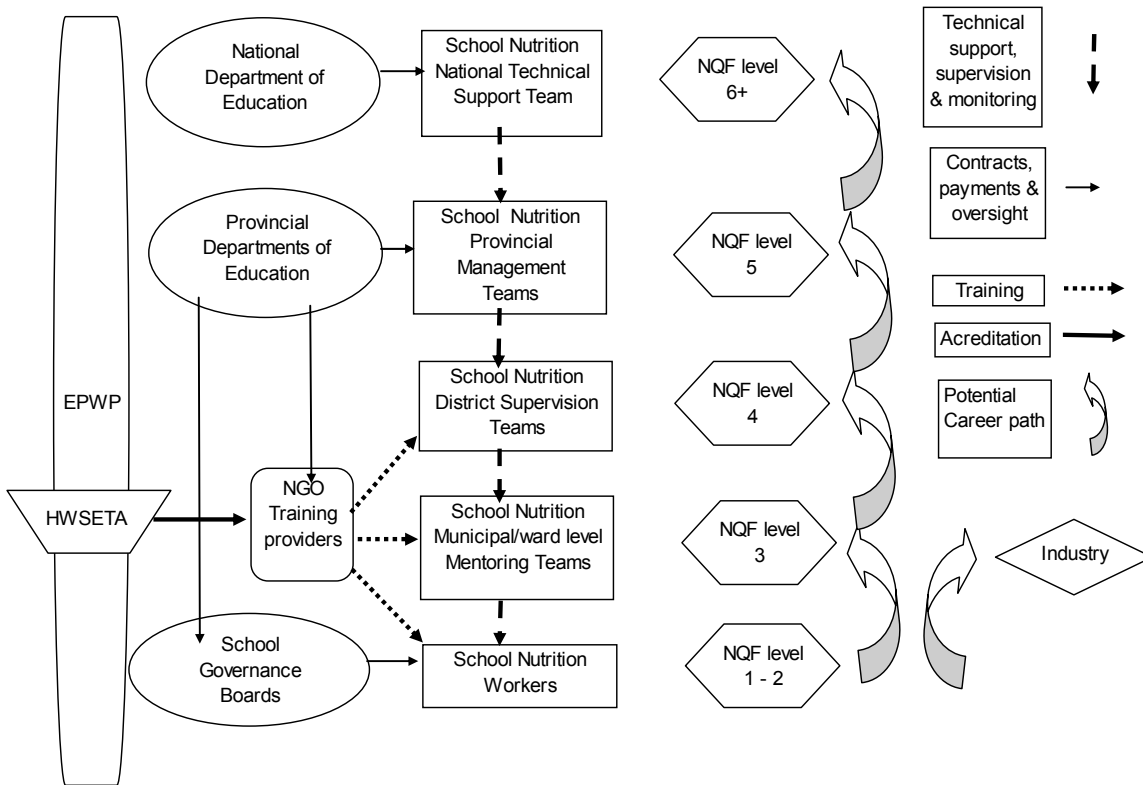 National
Department of
Education
School Nutrition
National Technical
Support Team
NQF level
6+
Technical
support,
supervision
& monitoring
Contracts,
payments &
oversight
Provincial
Departments of
Education
School Nutrition
Provincial
Management
Teams
NQF level
5
Training
Acreditation
EPWP
School Nutrition
District Supervision
Teams
NQF level
4
Potential
Career path
HWSETA
NGO
Training
providers
School Nutrition
Municipal/ward level
Mentoring Teams
NQF level
3
Industry
School
Governance
Boards
School Nutrition
Workers
NQF level
1 - 2